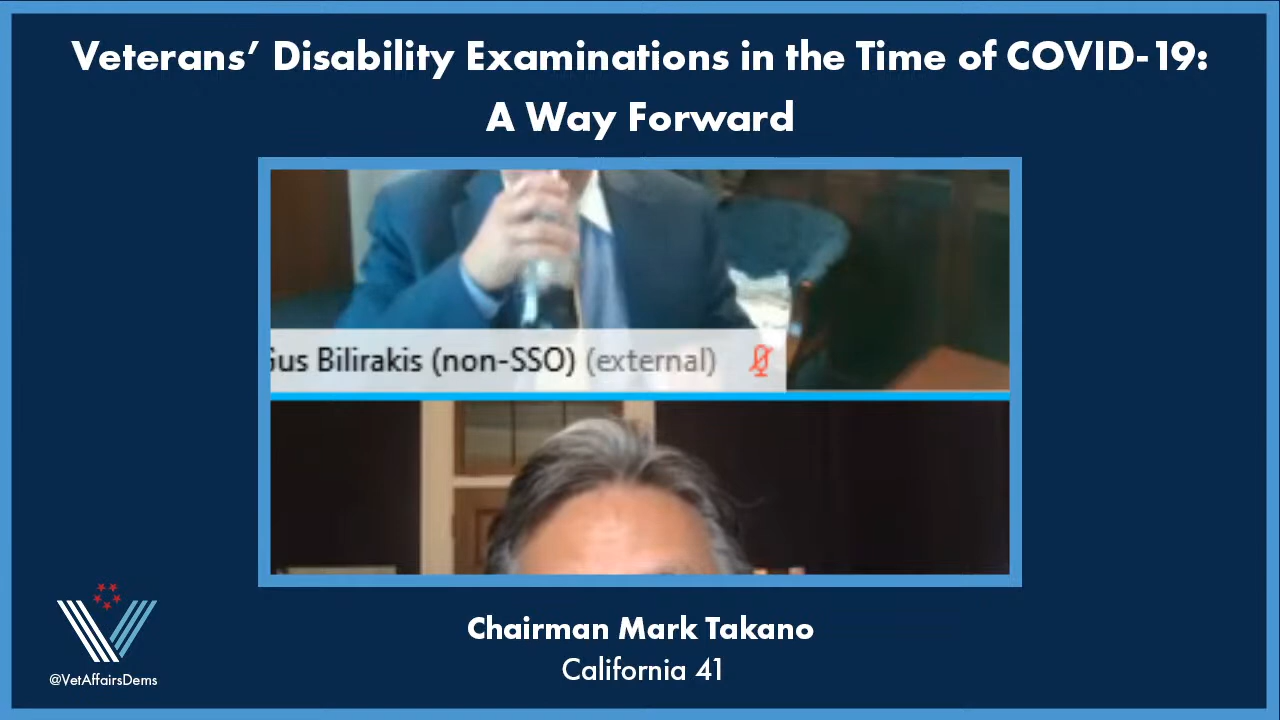 Veterans’ Disability Examinations in the Time of COVID-19:
A Way Forward
Gus Bilirakis (non-SSO) (external)
Chairman Mark Takano
California 41
@VetAffairsDems